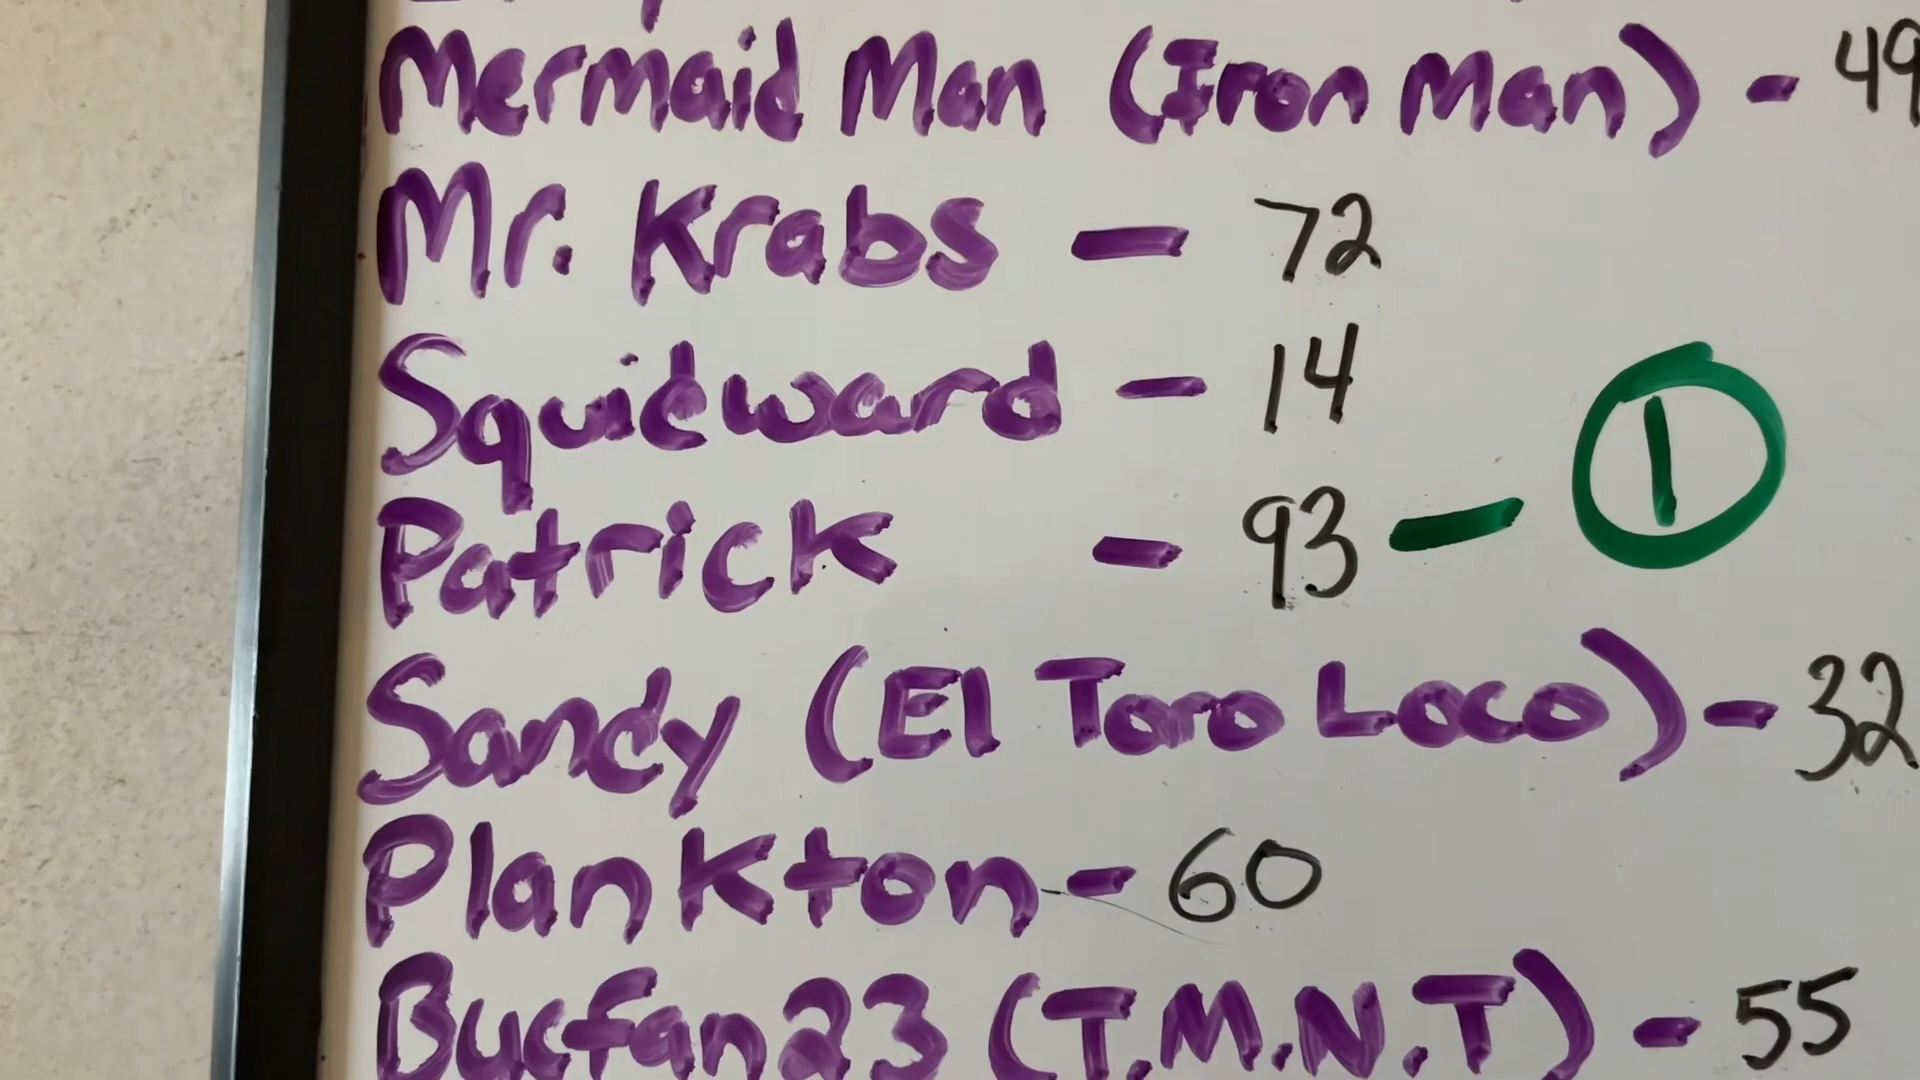 Mermaid Man (Iron Man) - 49
Mr. Krabs - 72
Squidward - 14
Patrick - 93 - 1
Sandy (El Toro Loco) - 32
Plankton - 60
Bucfan23 (T.M.N.T) - 55